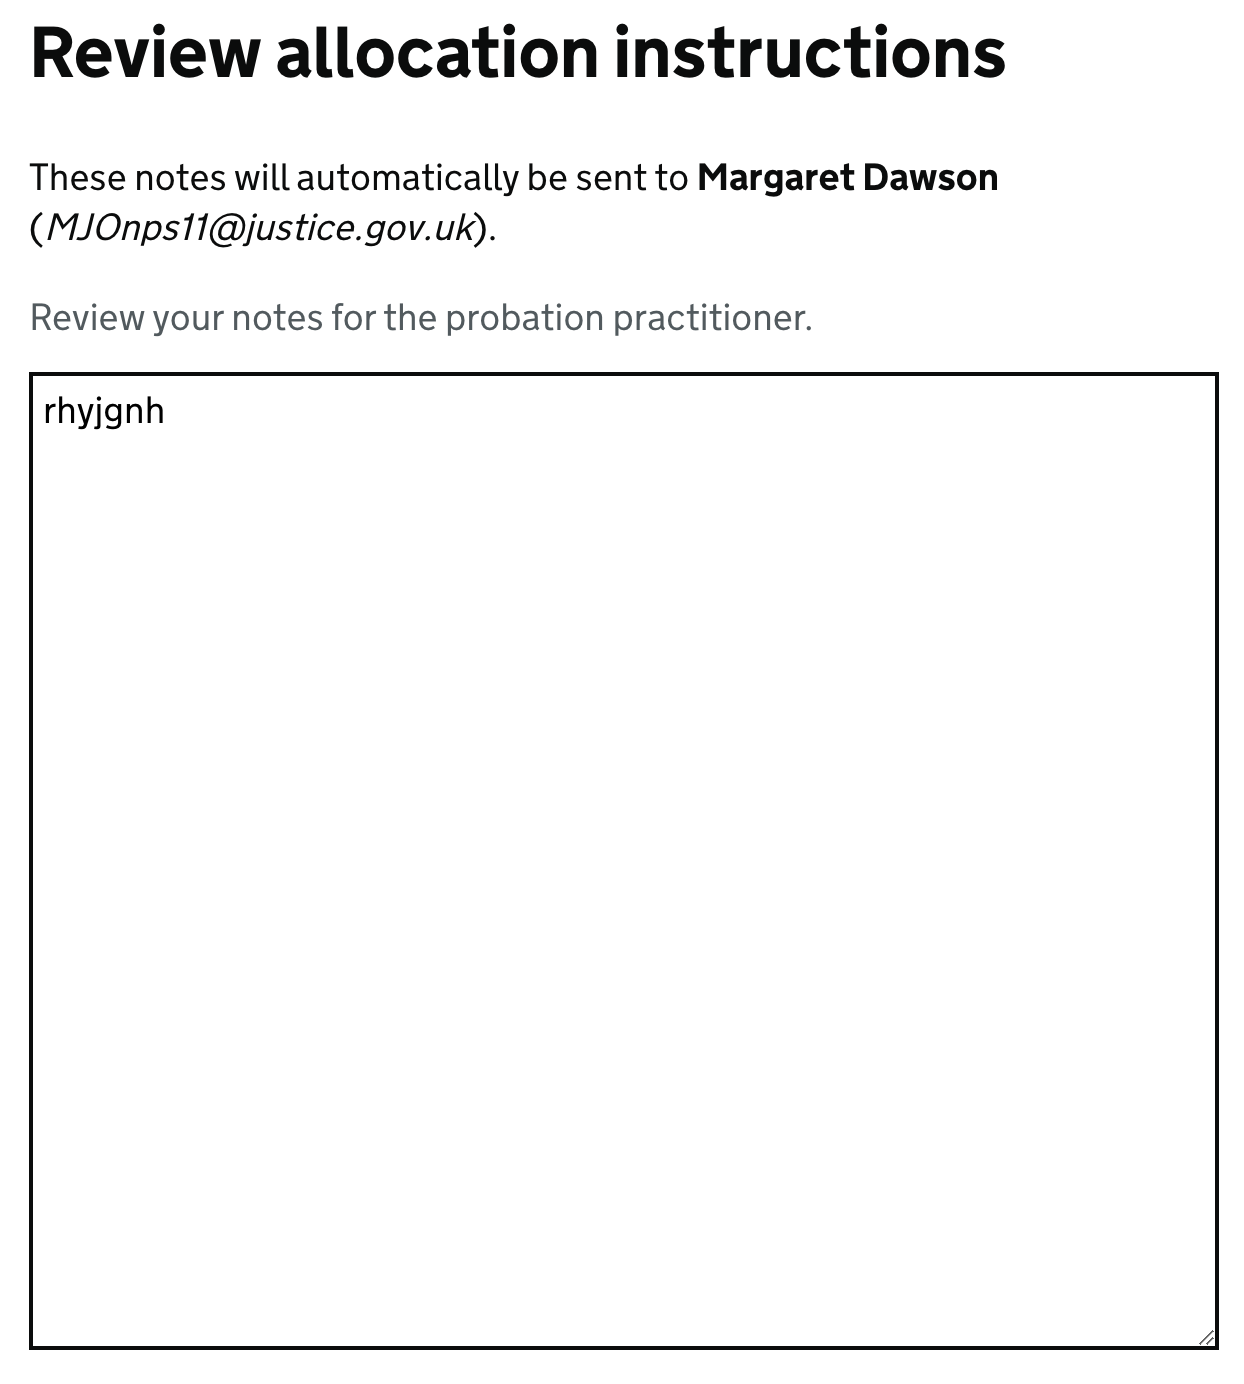 Review allocation instructions
These notes will automatically be sent to Margaret Dawson
(MJOnps11@justice.gov.uk).
Review your notes for the probation practitioner.
rhyjgnh